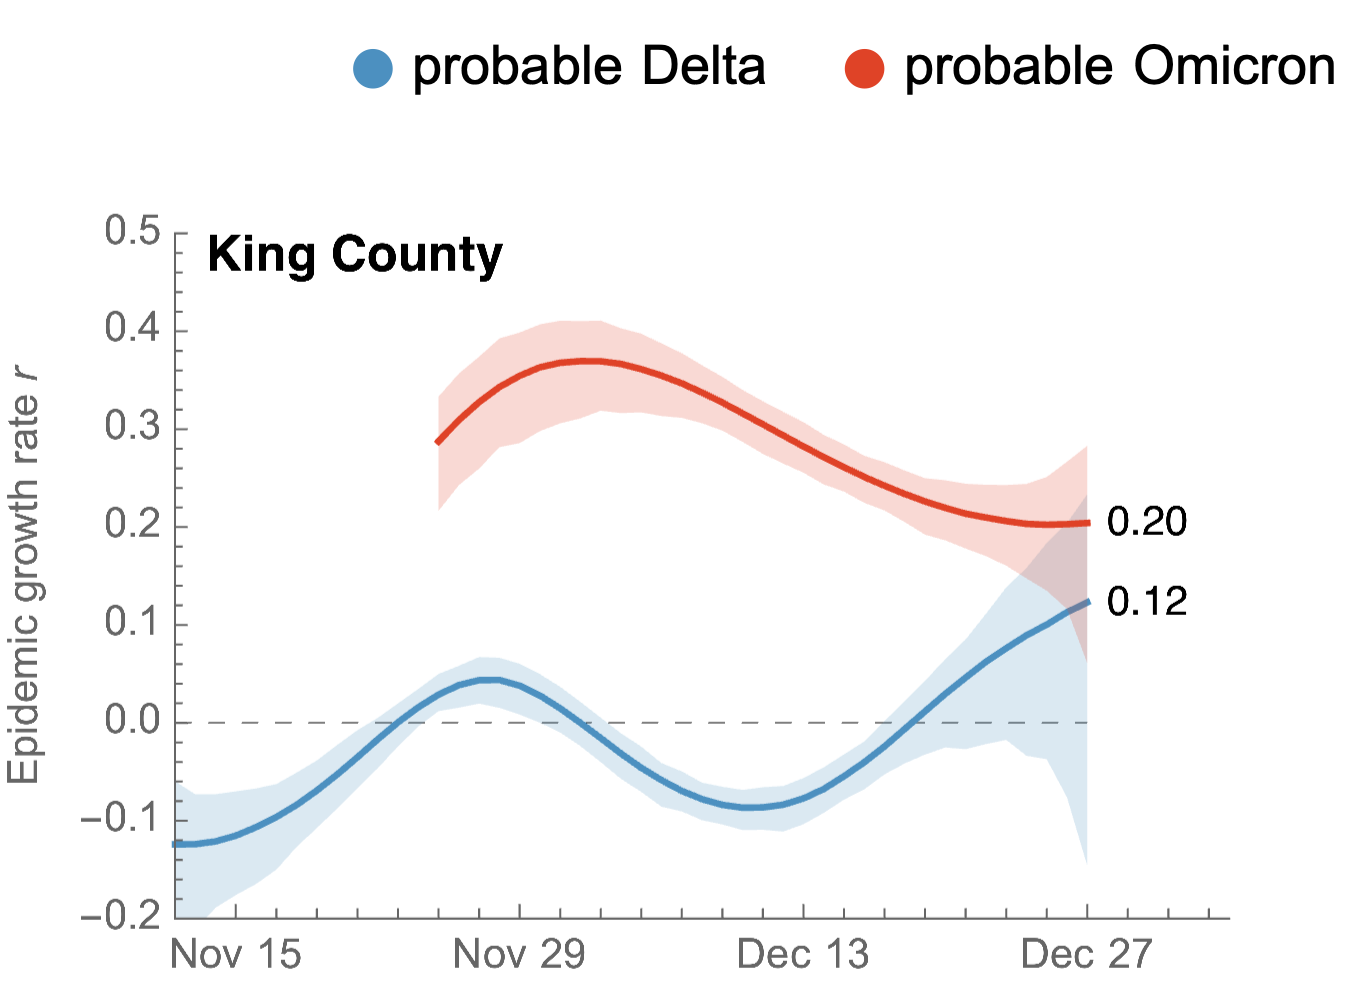 probable Delta probable Omicron
King County
Epidemic growth rate r
0.5
0.4
0.3
0.2
0.1
0.0
−0.1
−0.2
0.20
0.12
Nov 15 Nov 29 Dec 13 Dec 27